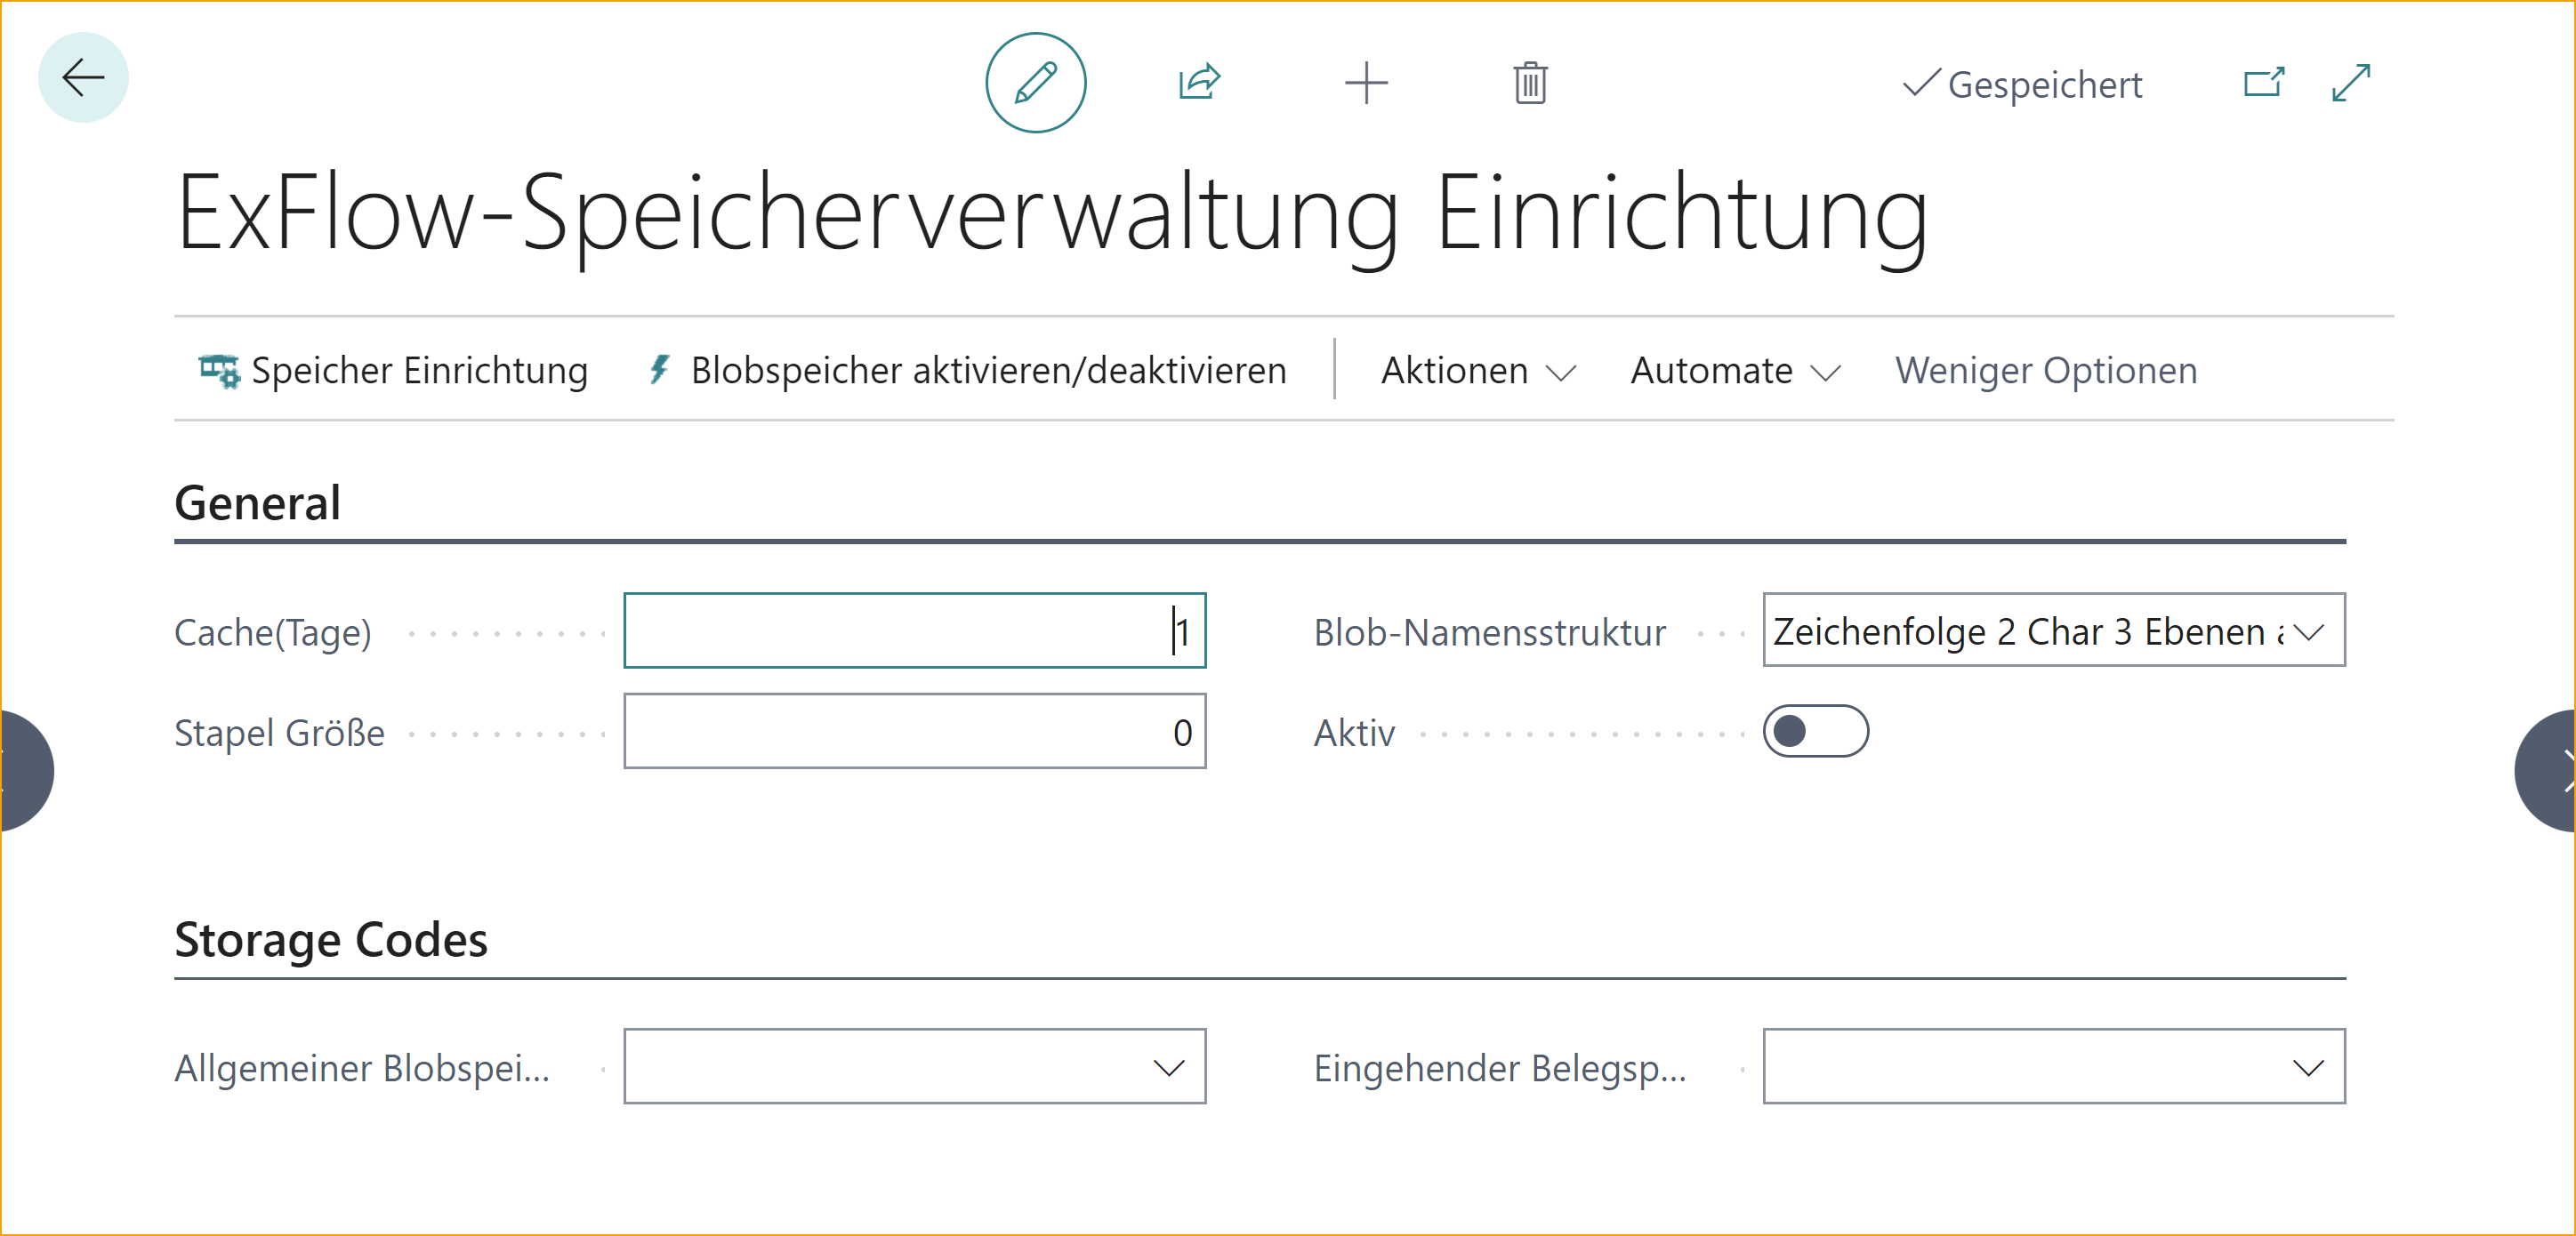 Gespeichert
ExFlow-Speicherverwaltung Einrichtung
Speicher Einrichtung Blobspeicher aktivieren/deaktivieren Aktionen Automate Weniger Optionen
General
Cache(Tage) 1 Blob-Namensstruktur Zeichenfolge 2 Char 3 Ebenen
Stapel Größe 0 Aktiv
Storage Codes
Allgemeiner Blobspei... Eingehender Belegsp...